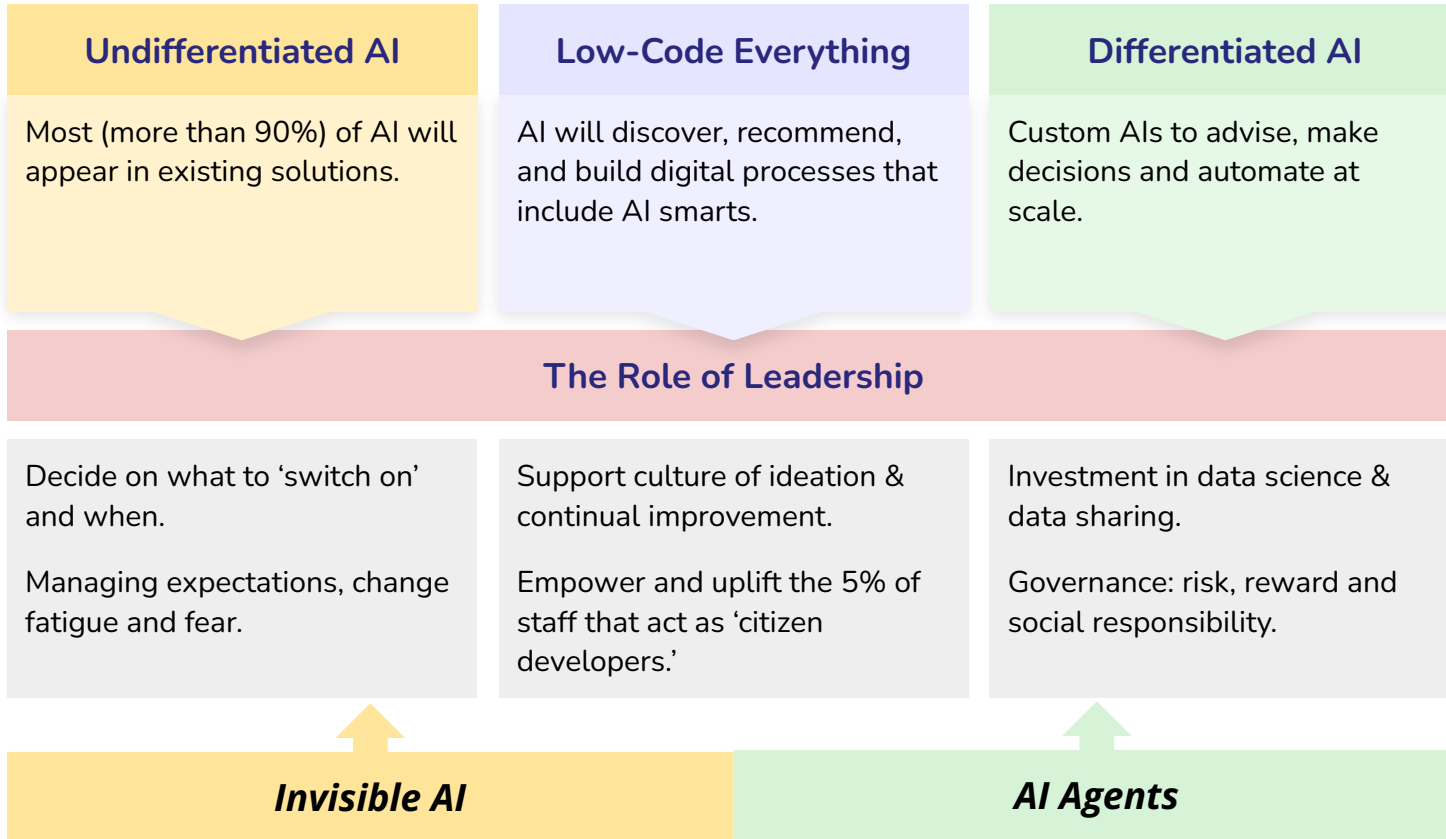 Undifferentiated AI
Most (more than 90%) of AI will
appear in existing solutions.
Low-Code Everything
AI will discover, recommend,
and build digital processes that
include AI smarts.
Differentiated AI
Custom AIs to advise, make
decisions and automate at
scale.
The Role of Leadership
Decide on what to ‘switch on’
and when.
Managing expectations, change
fatigue and fear.
Support culture of ideation &
continual improvement.
Empower and uplift the 5% of
staff that act as ‘citizen
developers.’
Investment in data science &
data sharing.
Governance: risk, reward and
social responsibility.
Invisible AI
AI Agents